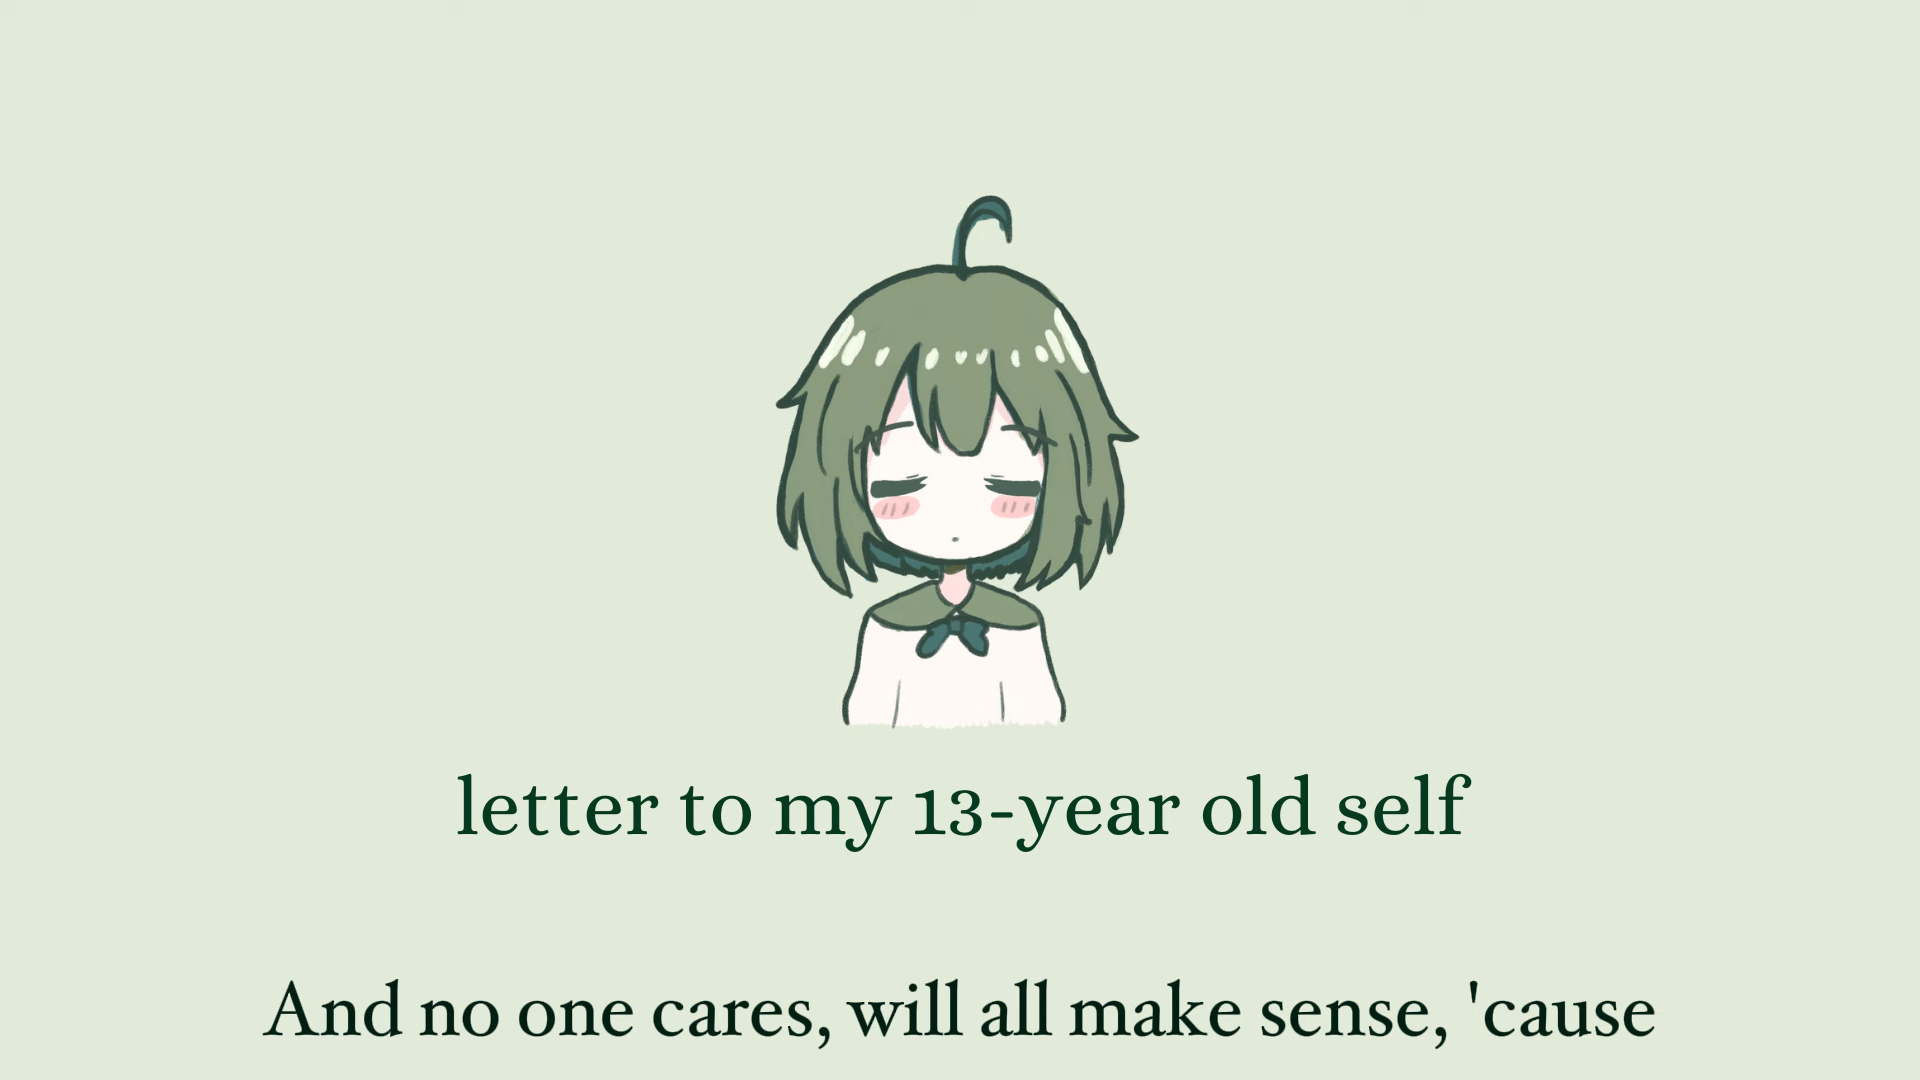 letter to my 13-year old self
And no one cares, will all make sense, 'cause